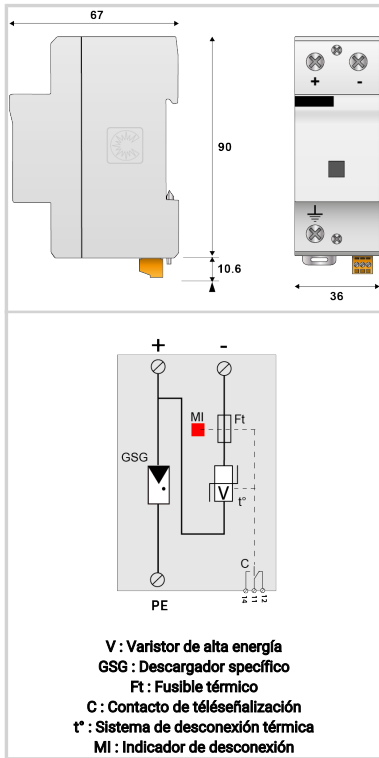 67
90
10.6
+ -
36
+ -
MI
Ft
GSG
V
t°
C
14 11 12
PE
V : Varistor de alta energía
GSG : Descargador specífico
Ft : Fusible térmico
C : Contacto de téléseñalización
t° : Sistema de desconexión térmica
MI : Indicador de desconexión